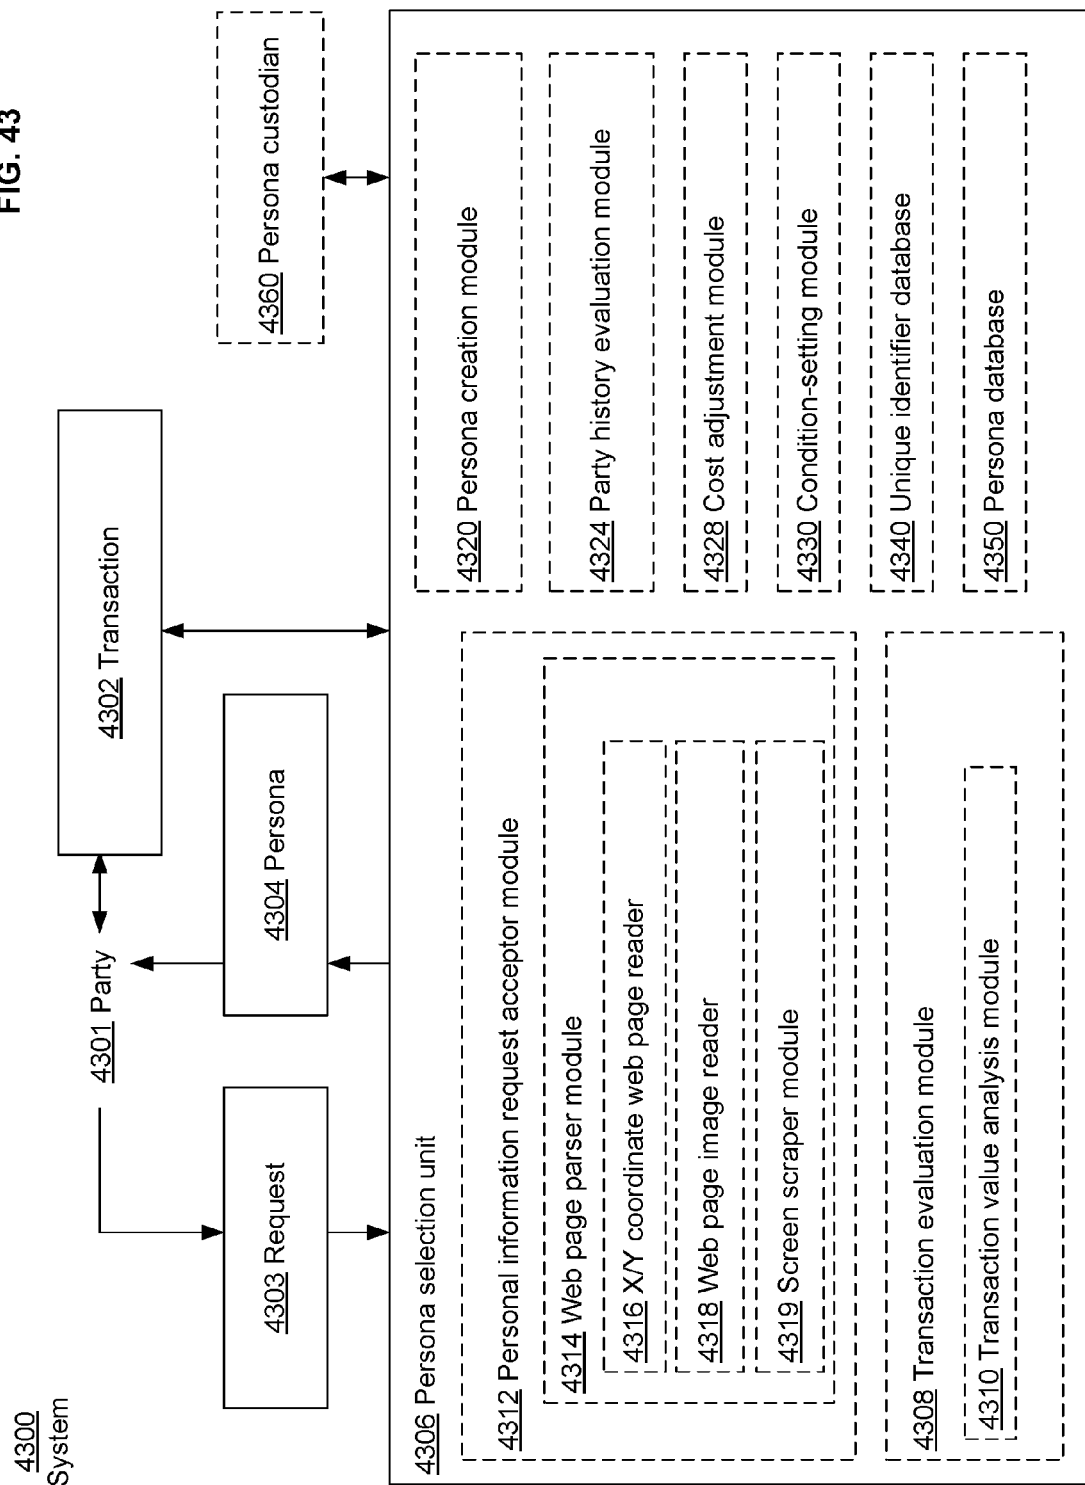 FIG. 43
4300
System
4301 Party
4302 Transaction
4303 Request
4304 Persona
4360 Persona custodian
4306 Persona selection unit
4312 Personal information request acceptor module
4314 Web page parser module
4316 X/Y coordinate web page reader
4318 Web page image reader
4319 Screen scraper module
4308 Transaction evaluation module
4310 Transaction value analysis module
4320 Persona creation module
4324 Party history evaluation module
4328 Cost adjustment module
4330 Condition-setting module
4340 Unique identifier database
4350 Persona database